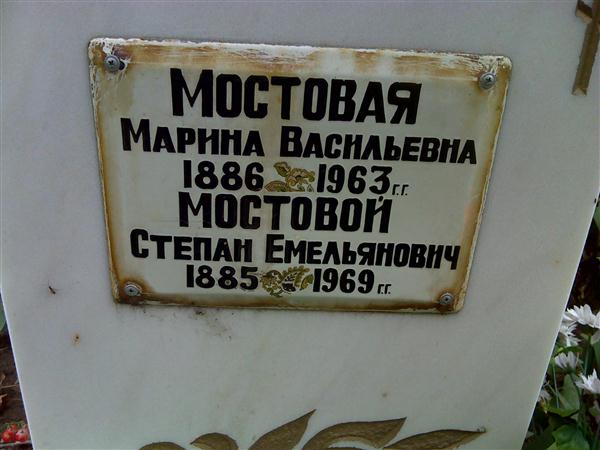 МОСТОВАЯ
МАРИНА ВАСИЛЬЕВНА
1886 1963 г.г.
МОСТОВОЙ
СТЕПАН ЕМЕЛЬЯНОВИЧ
1885 1969 г.г.